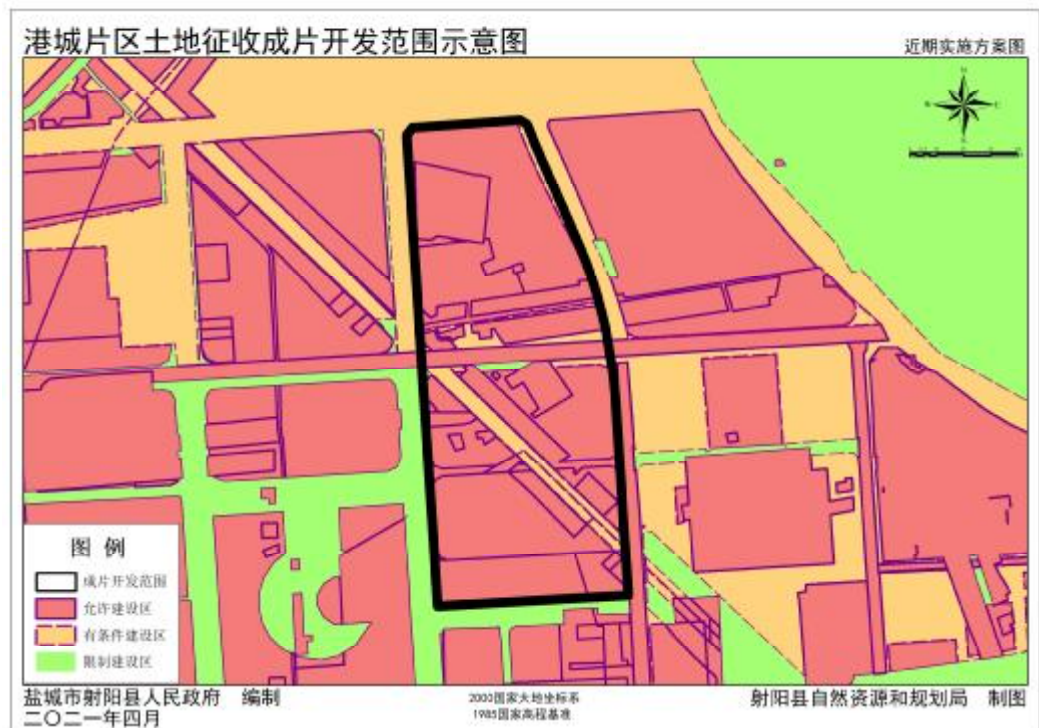 港城片区土地征收成片开发范围示意图
近期实施方案图
图 例
成片开发范围
允许建设区
有条件建设区
限制建设区
盐城市射阳县人民政府 编制
二〇二一年四月
2000国家大地坐标系
1985国家高程基准
射阳县自然资源和规划局 制图